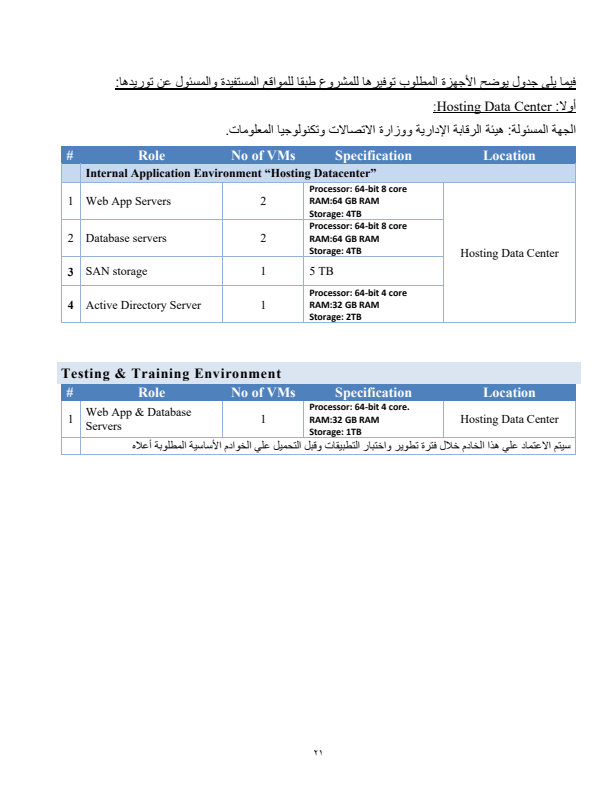 فيما يلي جدول يوضح الأجهزة المطلوب توفيرها للمشروع طبقا للمواقع المستفيدة والمسئول عن توريدها:
أولا: Hosting Data Center:
الجهة المسئولة: هيئة الرقابة الإدارية ووزارة الاتصالات وتكنولوجيا المعلومات.
# Role No of VMs Specification Location
Internal Application Environment “Hosting Datacenter”
1 Web App Servers 2 Processor: 64-bit 8 core
RAM:64 GB RAM
Storage: 4TB
2 Database servers 2 Processor: 64-bit 8 core
RAM:64 GB RAM
Storage: 4TB
Hosting Data Center
3 SAN storage 1 5 TB
4 Active Directory Server 1 Processor: 64-bit 4 core
RAM:32 GB RAM
Storage: 2TB
Testing & Training Environment
# Role No of VMs Specification Location
1 Web App & Database Servers 1 Processor: 64-bit 4 core.
RAM:32 GB RAM
Storage: 1TB
Hosting Data Center
سيتم الاعتماد علي هذا الخادم خلال فترة تطوير واختبار التطبيقات وقبل التحميل علي الخوادم الأساسية المطلوبة أعلاه
٢١